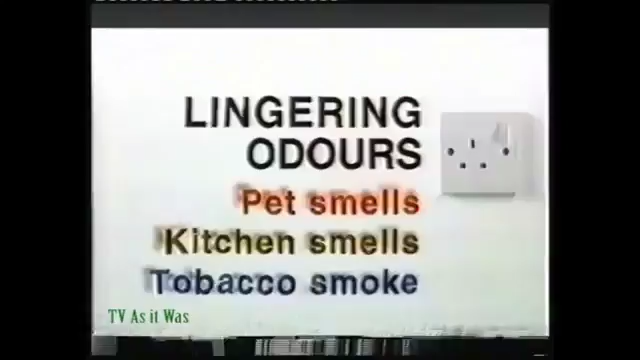 LINGERING
ODOURS
Pet smells
Kitchen smells
Tobacco smoke
TV As it Was